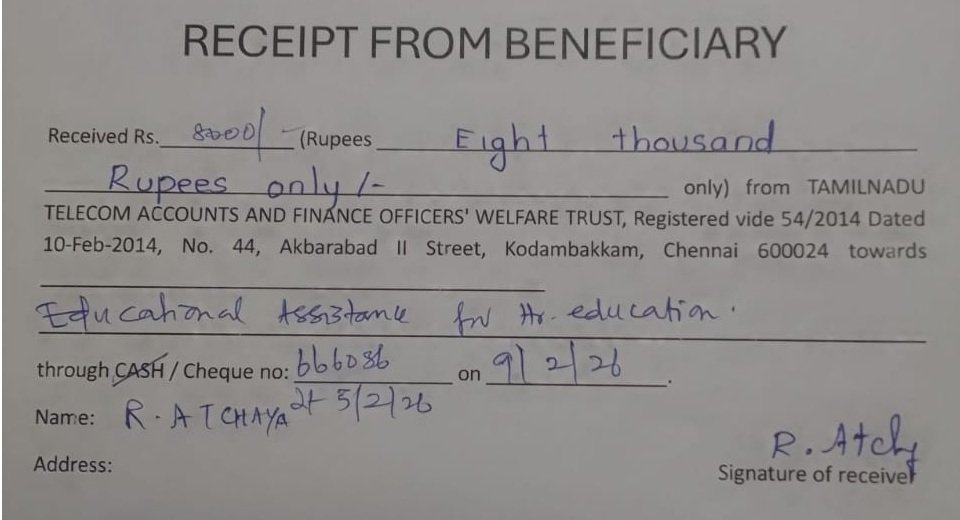 RECEIPT FROM BENEFICIARY
Received Rs. 8000/- (Rupees Eight thousand
Rupees only /- only) from TAMILNADU
TELECOM ACCOUNTS AND FINANCE OFFICERS' WELFARE TRUST, Registered vide 54/2014 Dated
10-Feb-2014, No. 44, Akbarabad II Street, Kodambakkam, Chennai 600024 towards
Educational Assistance for Hr. education.
through CASH / Cheque no: 666086 on 9/2/26.
Name: R. ATCHAYA dt 5/2/26
Address:
R. Atchy
Signature of receiver